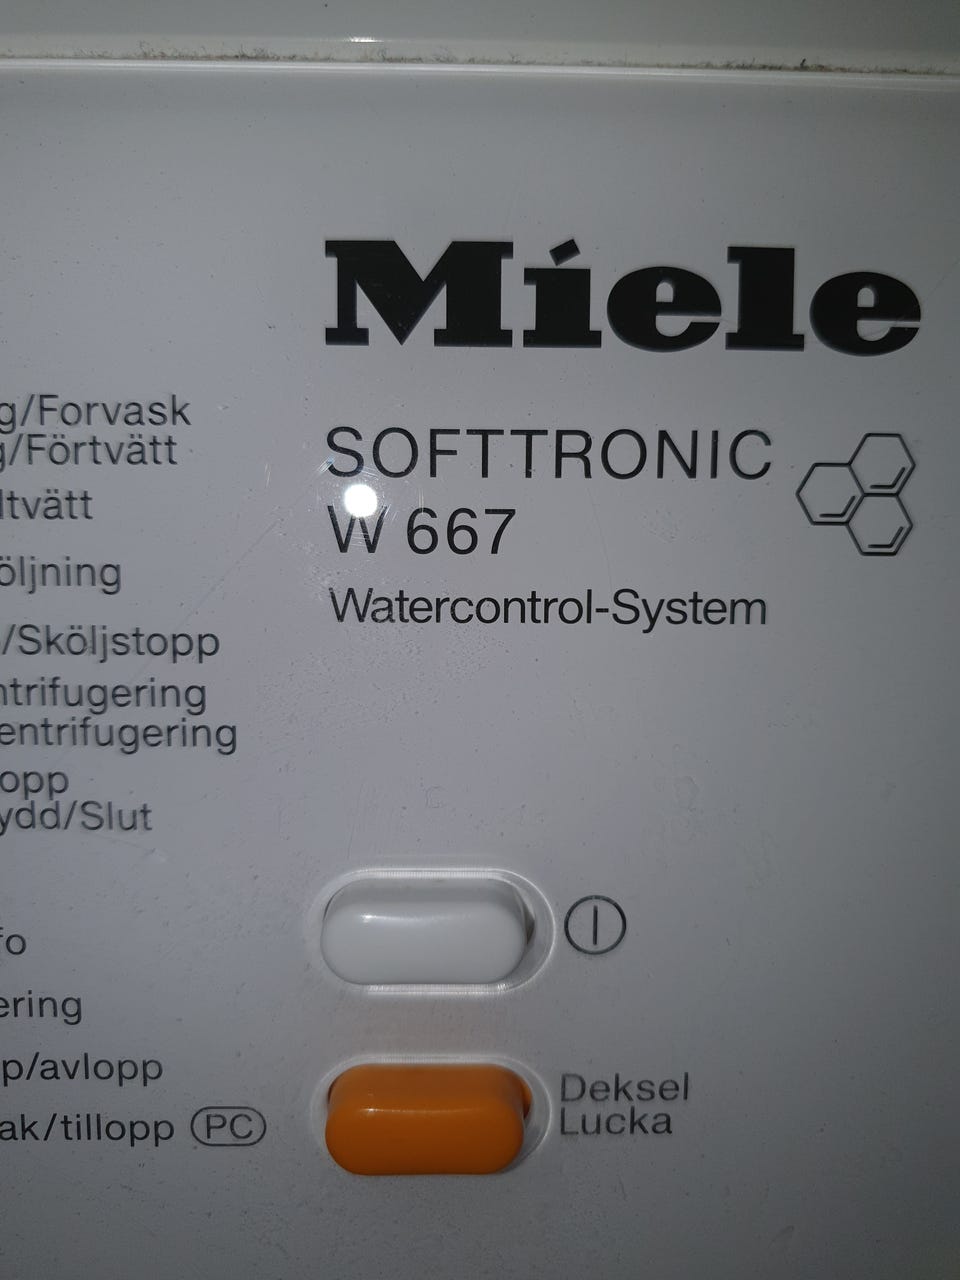 Miele
SOFTTRONIC
W 667
Watercontrol-System
g/Forvask
g/Förtvätt
ltvätt
öljning
/Sköljstopp
ntrifugering
entrifugering
opp
ydd/Slut
fo
ering
p/avlopp
ak/tillopp PC
Deksel
Lucka